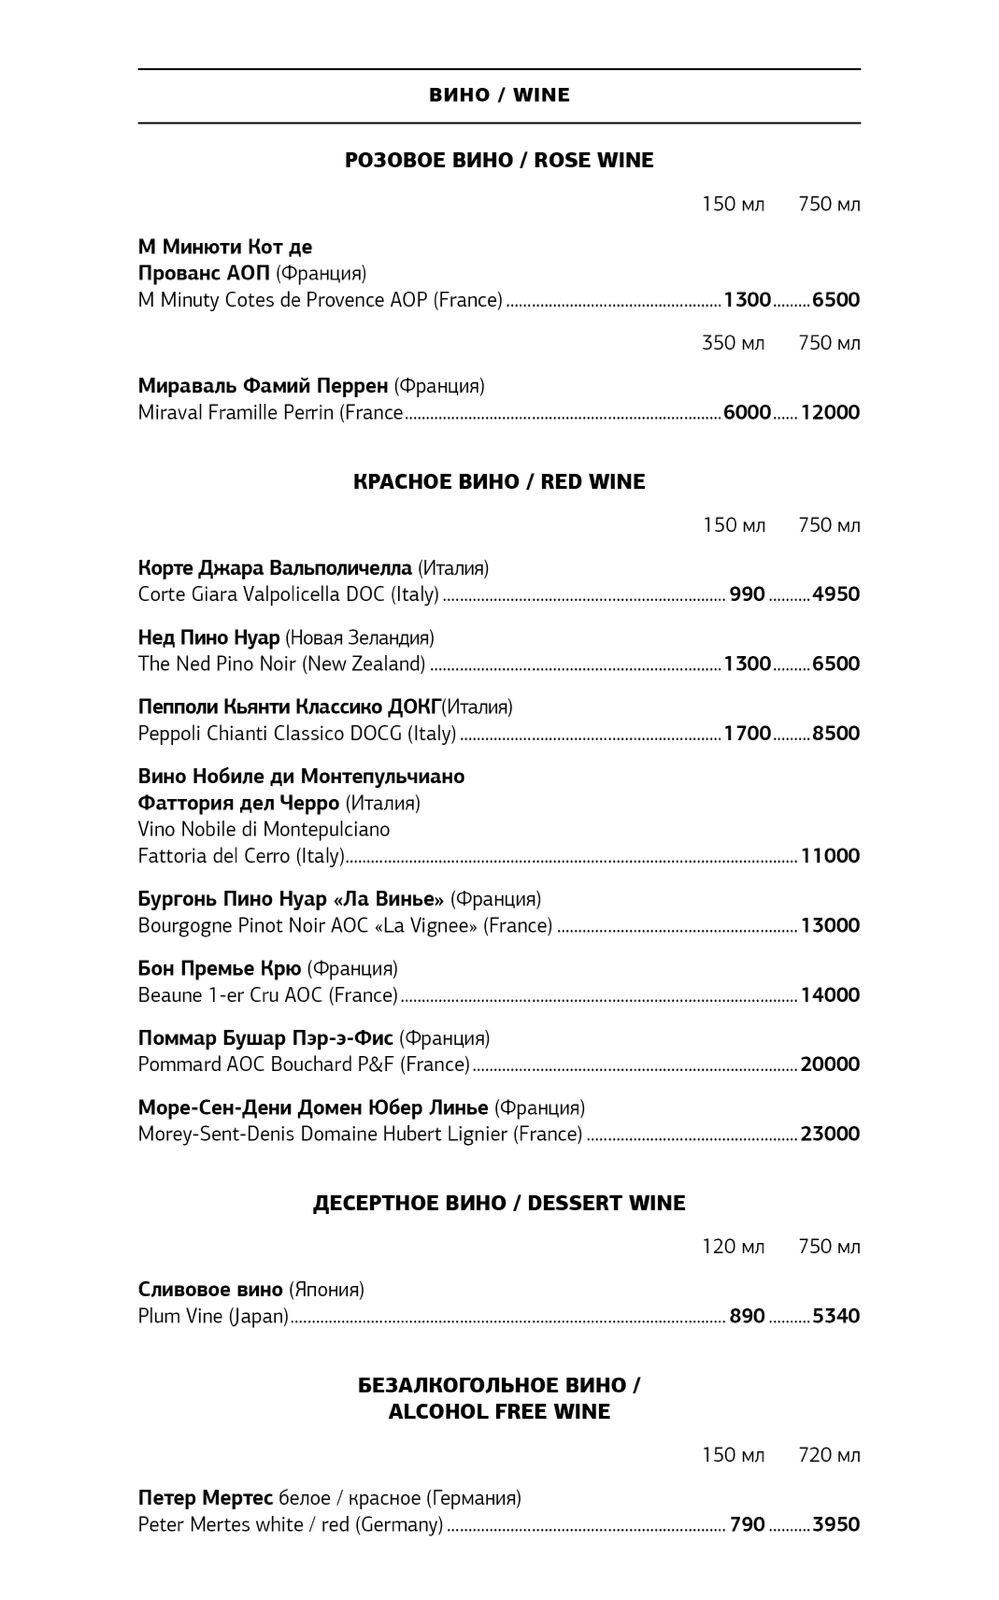 ВИНО / WINE
РОЗОВОЕ ВИНО / ROSE WINE
150 мл 750 мл
М Минюти Кот де
Прованс АОП (Франция)
M Minuty Cotes de Provence AOP (France) 1300 6500
350 мл 750 мл
Мираваль Фамий Перрен (Франция)
Miraval Framille Perrin (France 6000 12000
КРАСНОЕ ВИНО / RED WINE
150 мл 750 мл
Корте Джара Вальполичелла (Италия)
Corte Giara Valpolicella DOC (Italy) 990 4950
Нед Пино Нуар (Новая Зеландия)
The Ned Pino Noir (New Zealand) 1300 6500
Пепполи Кьянти Классико ДОКГ(Италия)
Peppoli Chianti Classico DOCG (Italy) 1700 8500
Вино Нобиле ди Монтепульчиано
Фаттория дел Черро (Италия)
Vino Nobile di Montepulciano
Fattoria del Cerro (Italy) 11000
Бургонь Пино Нуар «Ла Винье» (Франция)
Bourgogne Pinot Noir AOC «La Vignee» (France) 13000
Бон Премье Крю (Франция)
Beaune 1-er Cru AOC (France) 14000
Поммар Бушар Пэр-э-Фис (Франция)
Pommard AOC Bouchard P&F (France) 20000
Море-Сен-Дени Домен Юбер Линье (Франция)
Morey-Sent-Denis Domaine Hubert Lignier (France) 23000
ДЕСЕРТНОЕ ВИНО / DESSERT WINE
120 мл 750 мл
Сливовое вино (Япония)
Plum Vine (Japan) 890 5340
БЕЗАЛКОГОЛЬНОЕ ВИНО /
ALCOHOL FREE WINE
150 мл 720 мл
Петер Мертес белое / красное (Германия)
Peter Mertes white / red (Germany) 790 3950